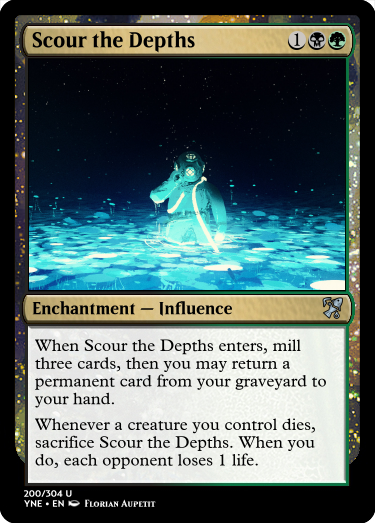 Scour the Depths 1
Enchantment — Influence
When Scour the Depths enters, mill
three cards, then you may return a
permanent card from your graveyard to
your hand.
Whenever a creature you control dies,
sacrifice Scour the Depths. When you
do, each opponent loses 1 life.
200/304 U
YNE • EN Florian Aupetit